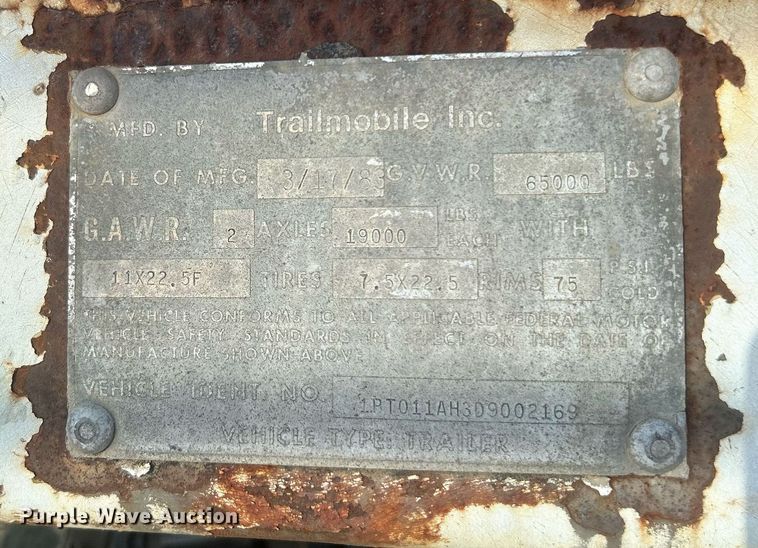 MFD. BY Trailmobile Inc.
DATE OF MFG. 3/17/83 G.V.W.R. 65000 LBS
G.A.W.R. 2 AXLES 19000 LBS EACH WITH
11X22.5F TIRES 7.5X22.5 RIMS 75 P.S.I. COLD
THIS VEHICLE CONFORMS TO ALL APPLICABLE FEDERAL MOTOR
VEHICLE SAFETY STANDARDS IN EFFECT ON THE DATE OF
MANUFACTURE SHOWN ABOVE
VEHICLE IDENT. NO. 1PT011AH3D9002169
VEHICLE TYPE: TRAILER
Purple Wave Auction